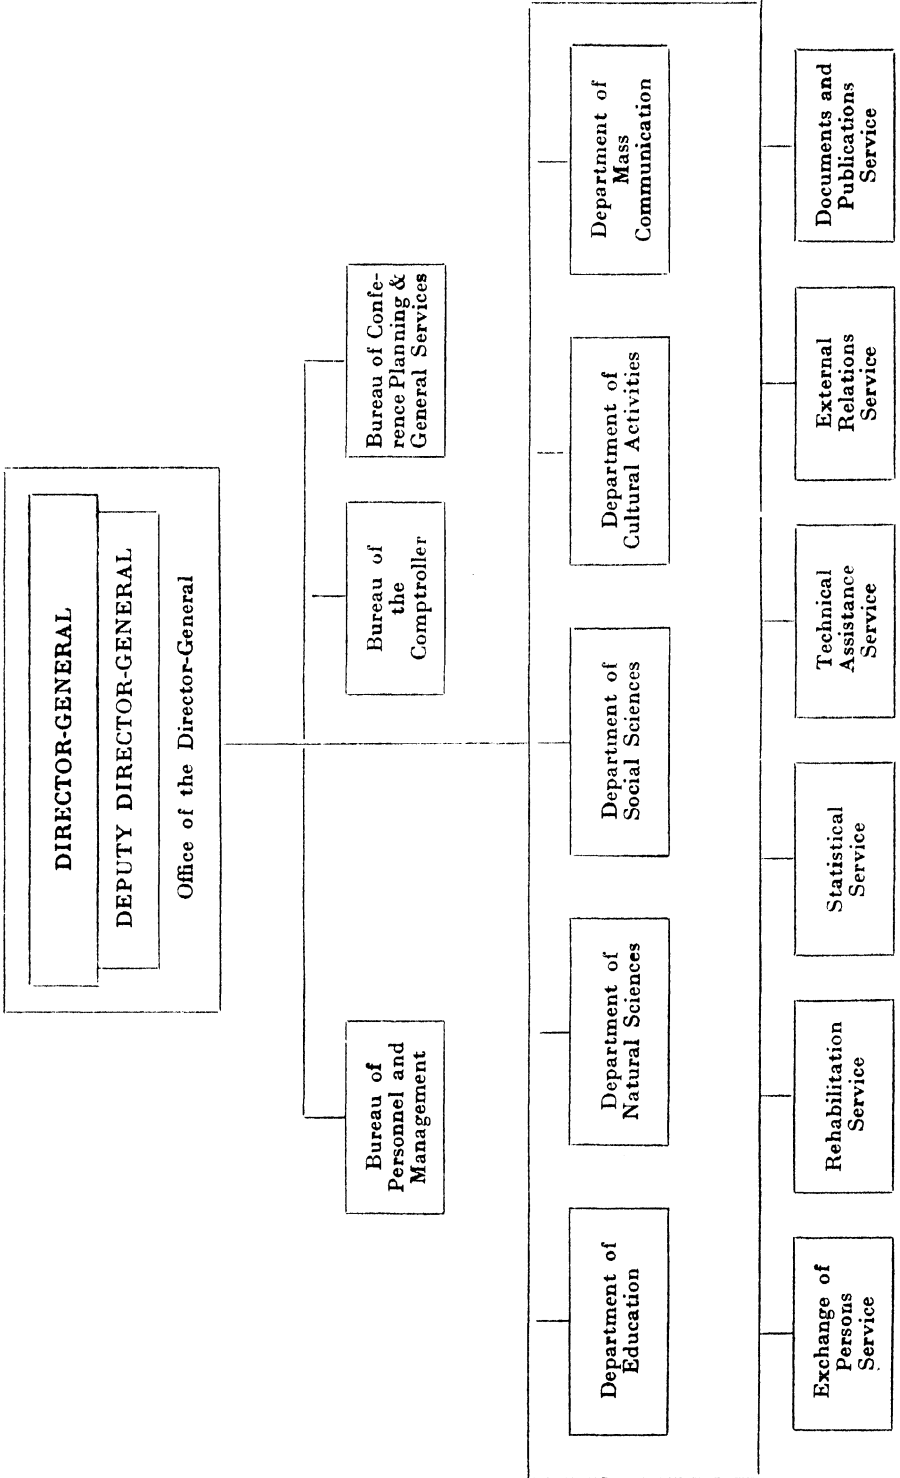 DIRECTOR-GENERAL
DEPUTY DIRECTOR-GENERAL
Office of the Director-General
Bureau of
Personnel and
Management
Bureau of
the
Comptroller
Bureau of Confe-
rence Planning &
General Services
Department of
Education
Department of
Natural Sciences
Department of
Social Sciences
Department of
Cultural Activities
Department of
Mass
Communication
Exchange of
Persons
Service
Rehabilitation
Service
Statistical
Service
Technical
Assistance
Service
External
Relations
Service
Documents and
Publications
Service